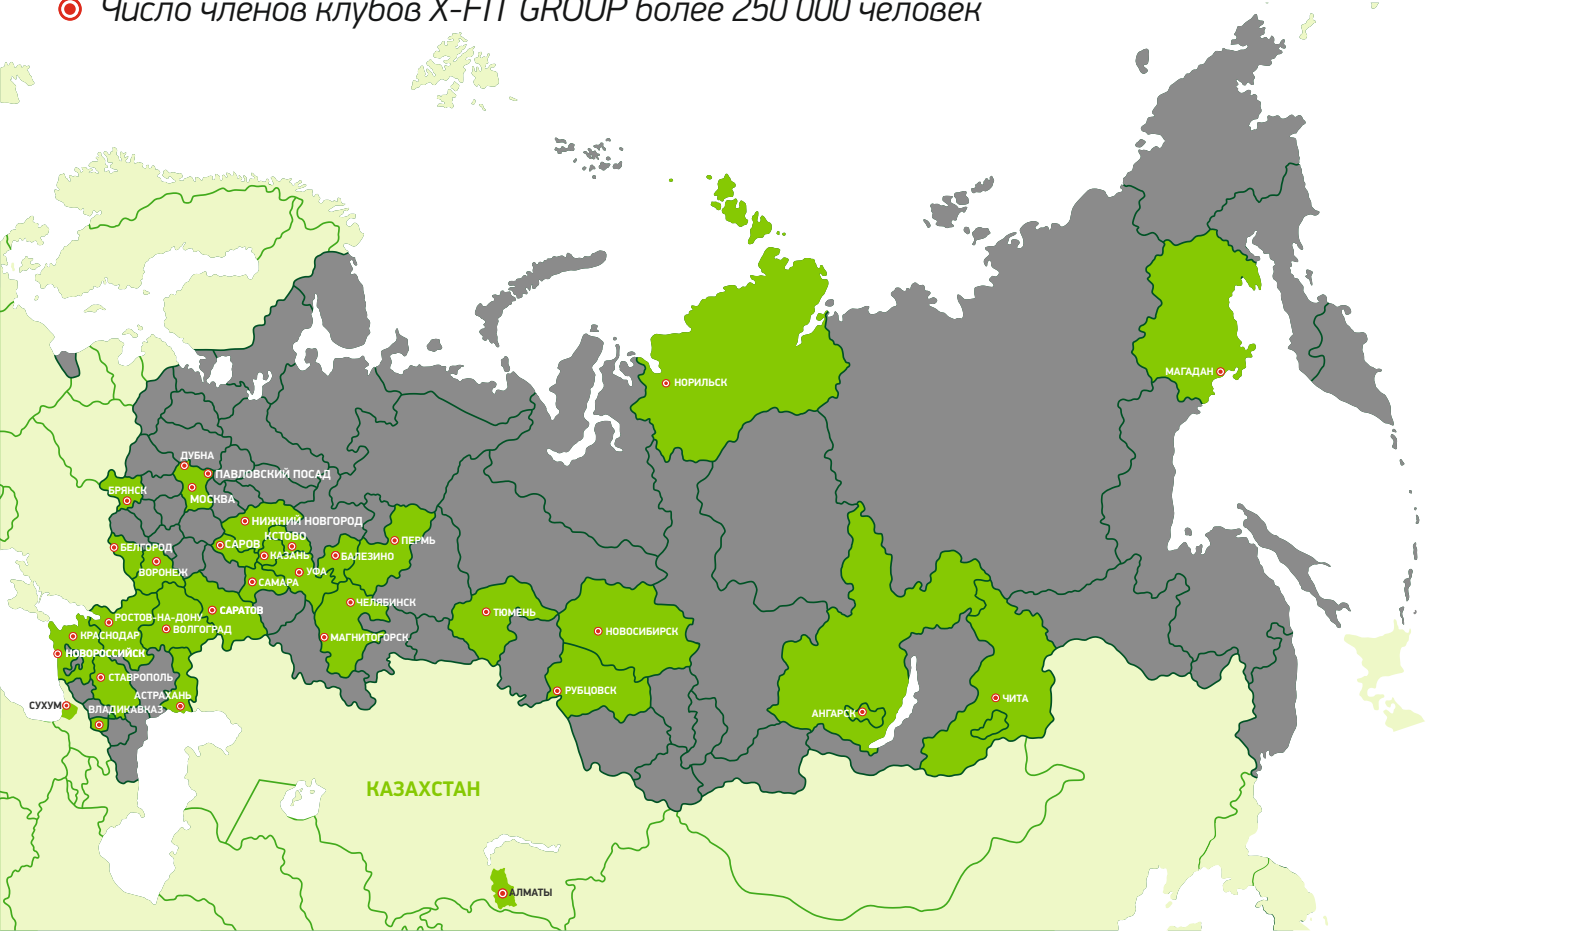 Число членов клубов X-FIT GROUP более 250 000 человек
НОРИЛЬСК
МАГАДАН
ДУБНА
ПАВЛОВСКИЙ ПОСАД
БРЯНСК
МОСКВА
НИЖНИЙ НОВГОРОД
КСТОВО
ПЕРМЬ
БЕЛГОРОД
САРОВ
КАЗАНЬ
БАЛЕЗИНО
ВОРОНЕЖ
УФА
САМАРА
ЧЕЛЯБИНСК
САРАТОВ
ТЮМЕНЬ
РОСТОВ-НА-ДОНУ
ВОЛГОГРАД
НОВОСИБИРСК
КРАСНОДАР
МАГНИТОГОРСК
НОВОРОССИЙСК
СТАВРОПОЛЬ
РУБЦОВСК
АСТРАХАНЬ
ЧИТА
СУХУМ
ВЛАДИКАВКАЗ
АНГАРСК
КАЗАХСТАН
АЛМАТЫ